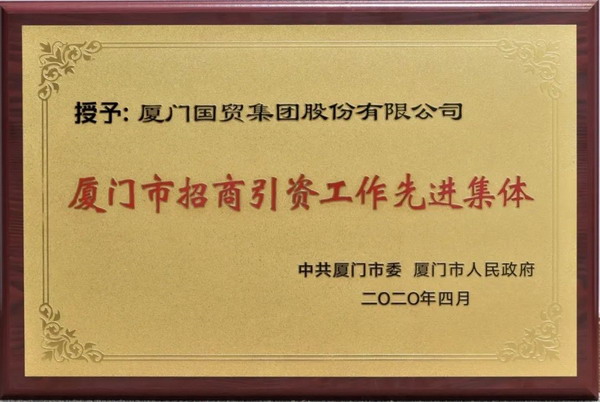 授予: 厦门国贸集团股份有限公司
厦门市招商引资工作先进集体
中共厦门市委 厦门市人民政府
二〇二〇年四月